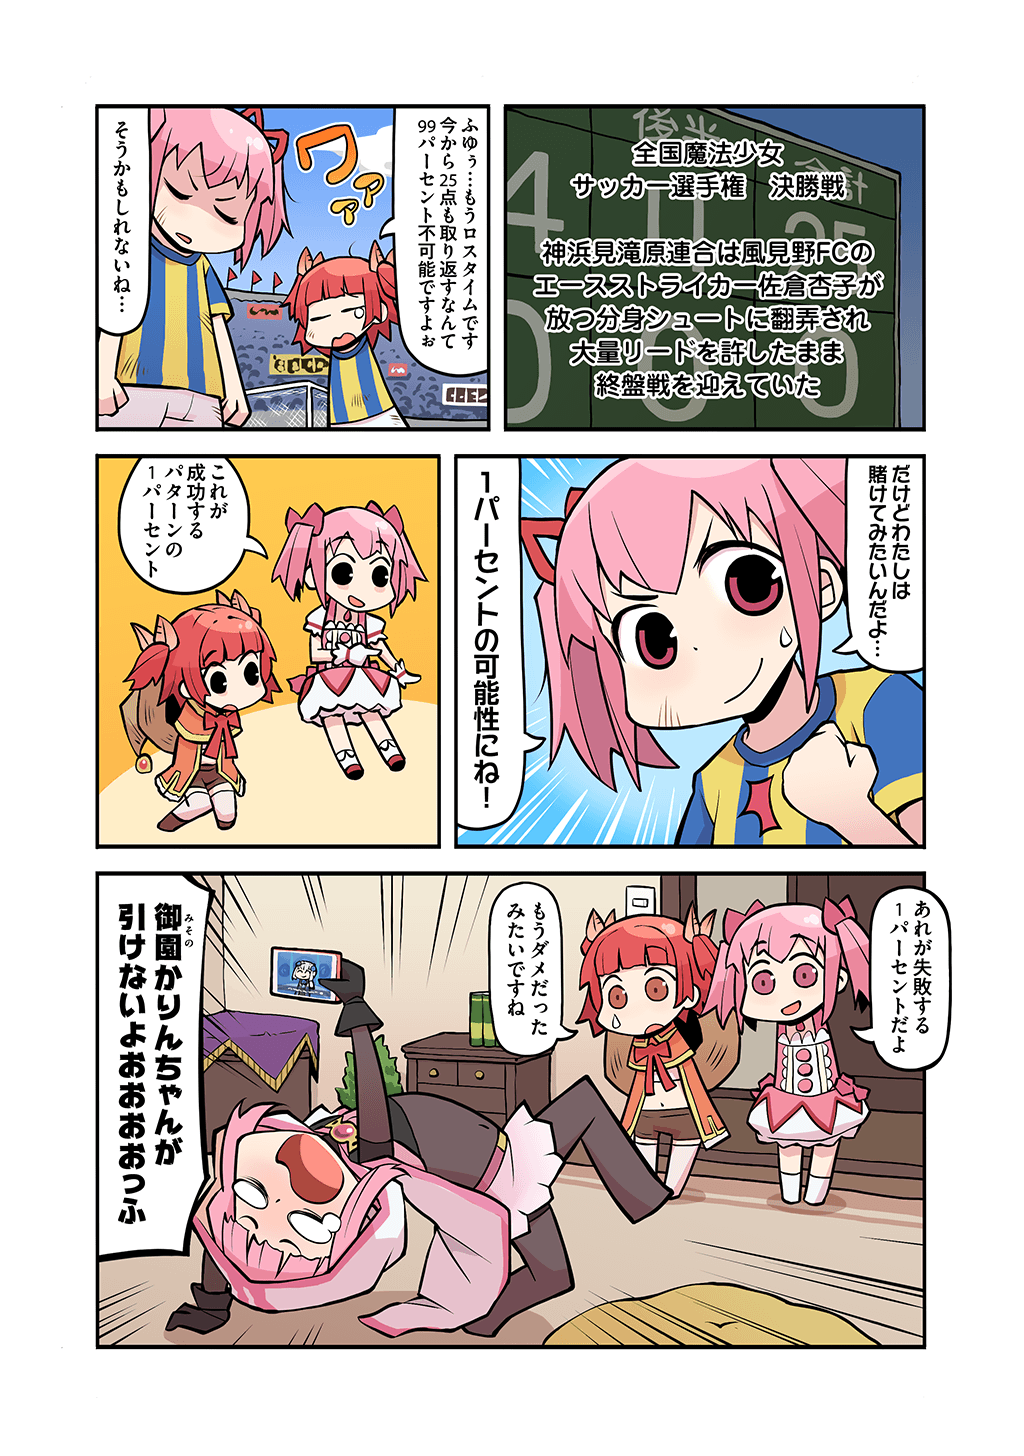 全国魔法少女
サッカー選手権　決勝戦
神浜見滝原連合は風見野FCの
エースストライカー佐倉杏子が
放つ分身シュートに翻弄され
大量リードを許したまま
終盤戦を迎えていた
4
0
25
0
0
0
ふゆぅ…もうロスタイムです
今から25点も取り返すなんて
99パーセント不可能ですよぉ
ワァァァ
そうかもしれないね…
だけどわたしは
賭けてみたいんだよ…
1パーセントの可能性にね！
これが
成功する
パターンの
1パーセント
あれが失敗する
1パーセントだよ
もうダメだった
みたいですね
御園かりんちゃんが
みその
引けないよおおおおっふ